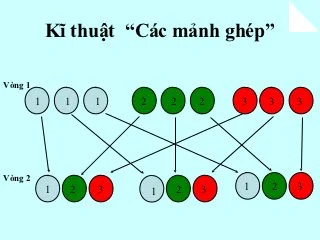 Kĩ thuật “Các mảnh ghép”
Vòng 1
1 1 1 2 2 2 3 3 3
Vòng 2
1 2 3 1 2 3 1 2 3